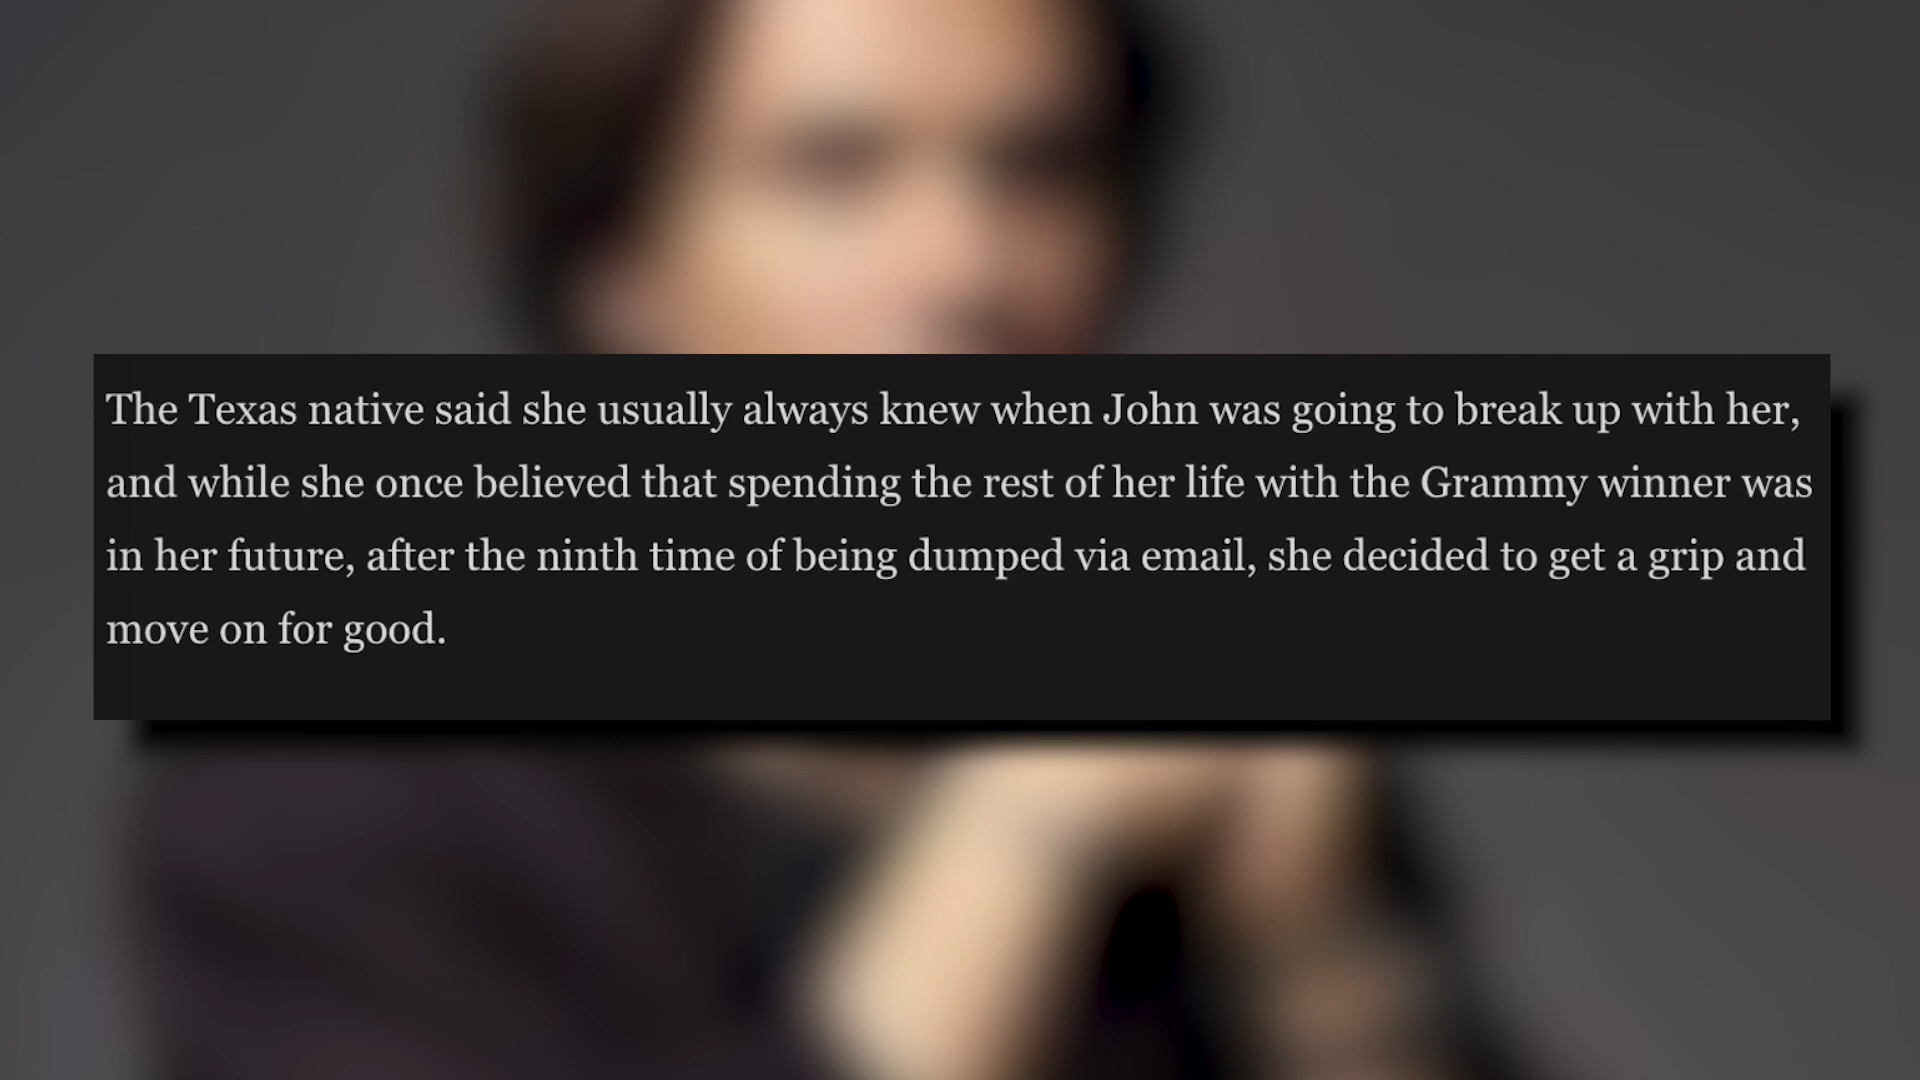 The Texas native said she usually always knew when John was going to break up with her,
and while she once believed that spending the rest of her life with the Grammy winner was
in her future, after the ninth time of being dumped via email, she decided to get a grip and
move on for good.